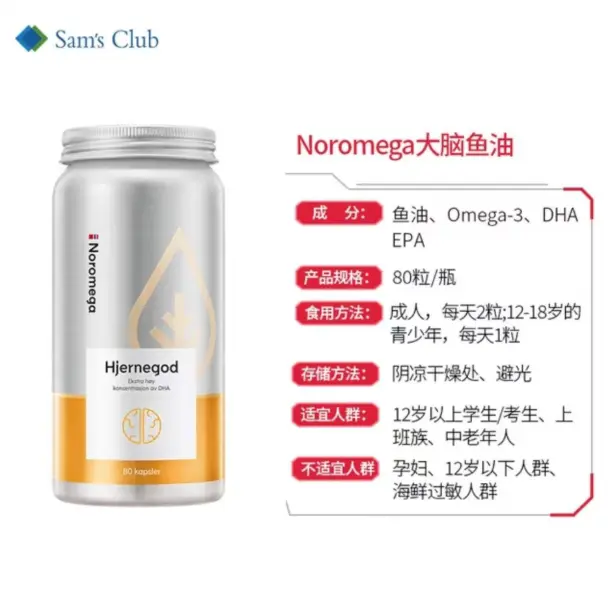 Sam's Club
Noromega大脑鱼油
成 分： 鱼油、Omega-3、DHA
EPA
产品规格： 80粒/瓶
食用方法： 成人，每天2粒;12-18岁的
青少年，每天1粒
存储方法： 阴凉干燥处、避光
适宜人群： 12岁以上学生/考生、上
班族、中老年人
不适宜人群 孕妇、12岁以下人群、
海鲜过敏人群
Noromega
Hjernegod
Ekstra høy
konsentrasjon av DHA
80 kapsler